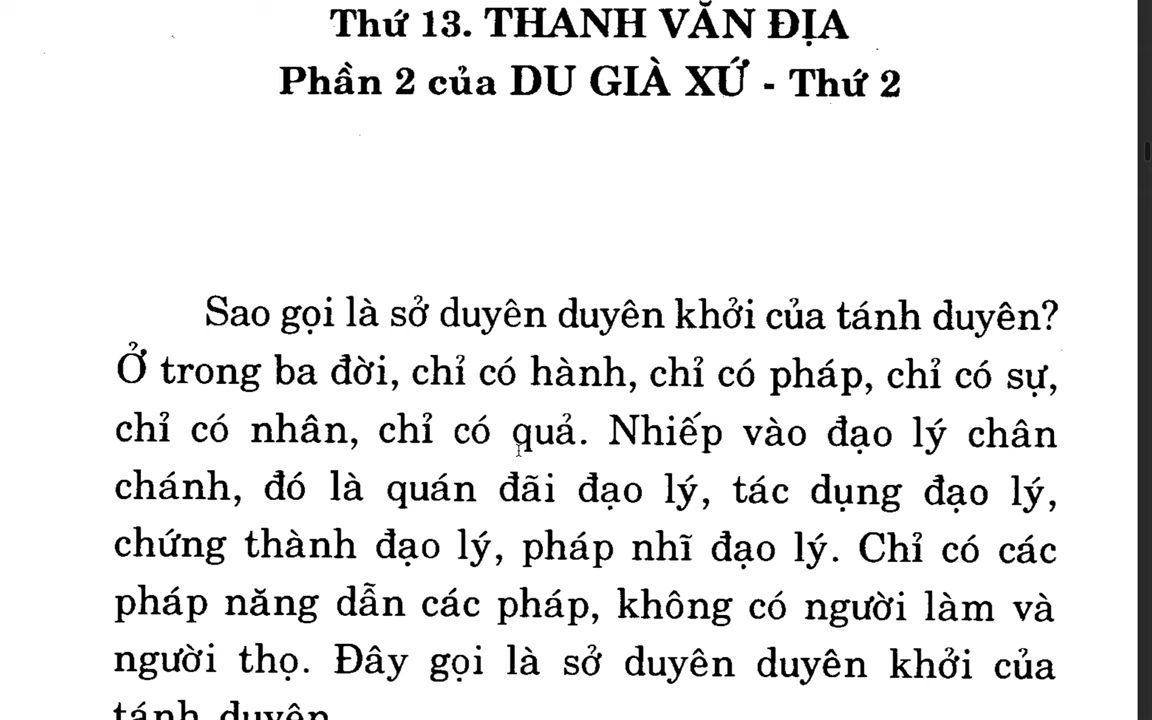 Thứ 13. THANH VĂN ĐỊA
Phần 2 của DU GIÀ XỨ - Thứ 2
Sao gọi là sở duyên duyên khởi của tánh duyên?
Ở trong ba đời, chỉ có hành, chỉ có pháp, chỉ có sự,
chỉ có nhân, chỉ có quả. Nhiếp vào đạo lý chân
chánh, đó là quán đãi đạo lý, tác dụng đạo lý,
chứng thành đạo lý, pháp nhĩ đạo lý. Chỉ có các
pháp năng dẫn các pháp, không có người làm và
người thọ. Đây gọi là sở duyên duyên khởi của
tánh duyên.